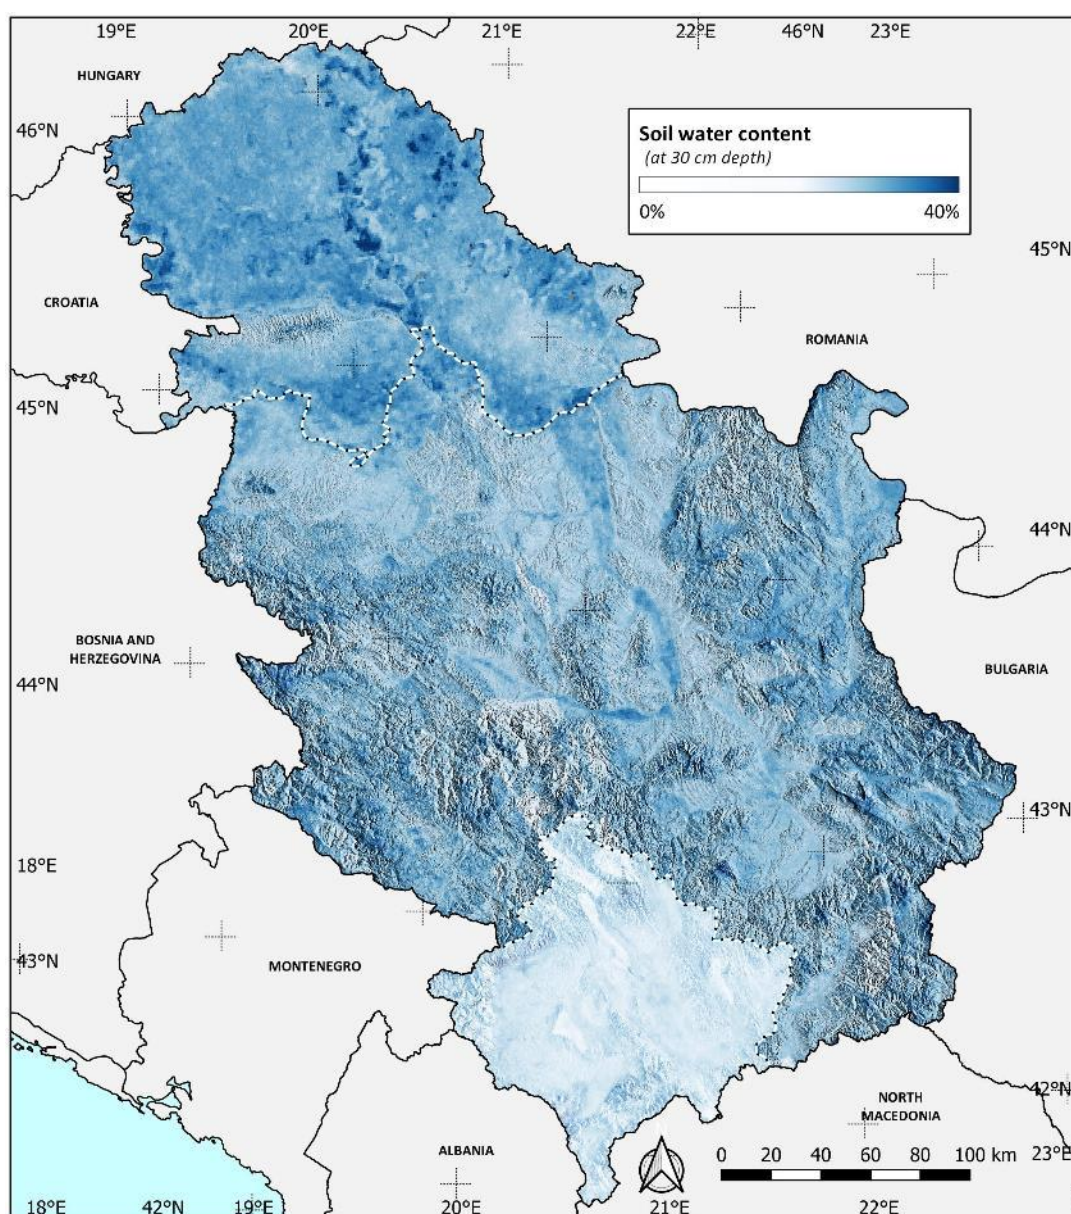 19°E 20°E 21°E 22°E 46°N 23°E
HUNGARY
46°N
Soil water content
(at 30 cm depth)
0% 40%
45°N
CROATIA
ROMANIA
45°N
44°N
BOSNIA AND
HERZEGOVINA
BULGARIA
44°N
43°N
18°E
43°N
MONTENEGRO
42°N
NORTH
MACEDONIA
ALBANIA
0 20 40 60 80 100 km
23°E
18°E 42°N 19°E 20°E 21°E 22°E